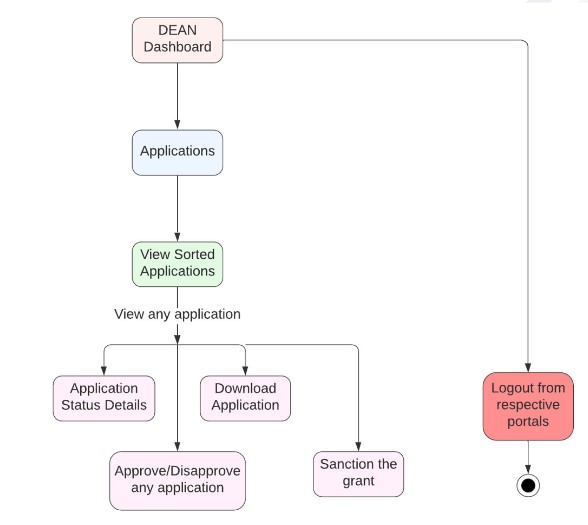 DEAN
Dashboard
Applications
View Sorted
Applications
View any application
Application
Status Details
Download
Application
Logout from
respective
portals
Approve/Disapprove
any application
Sanction the
grant